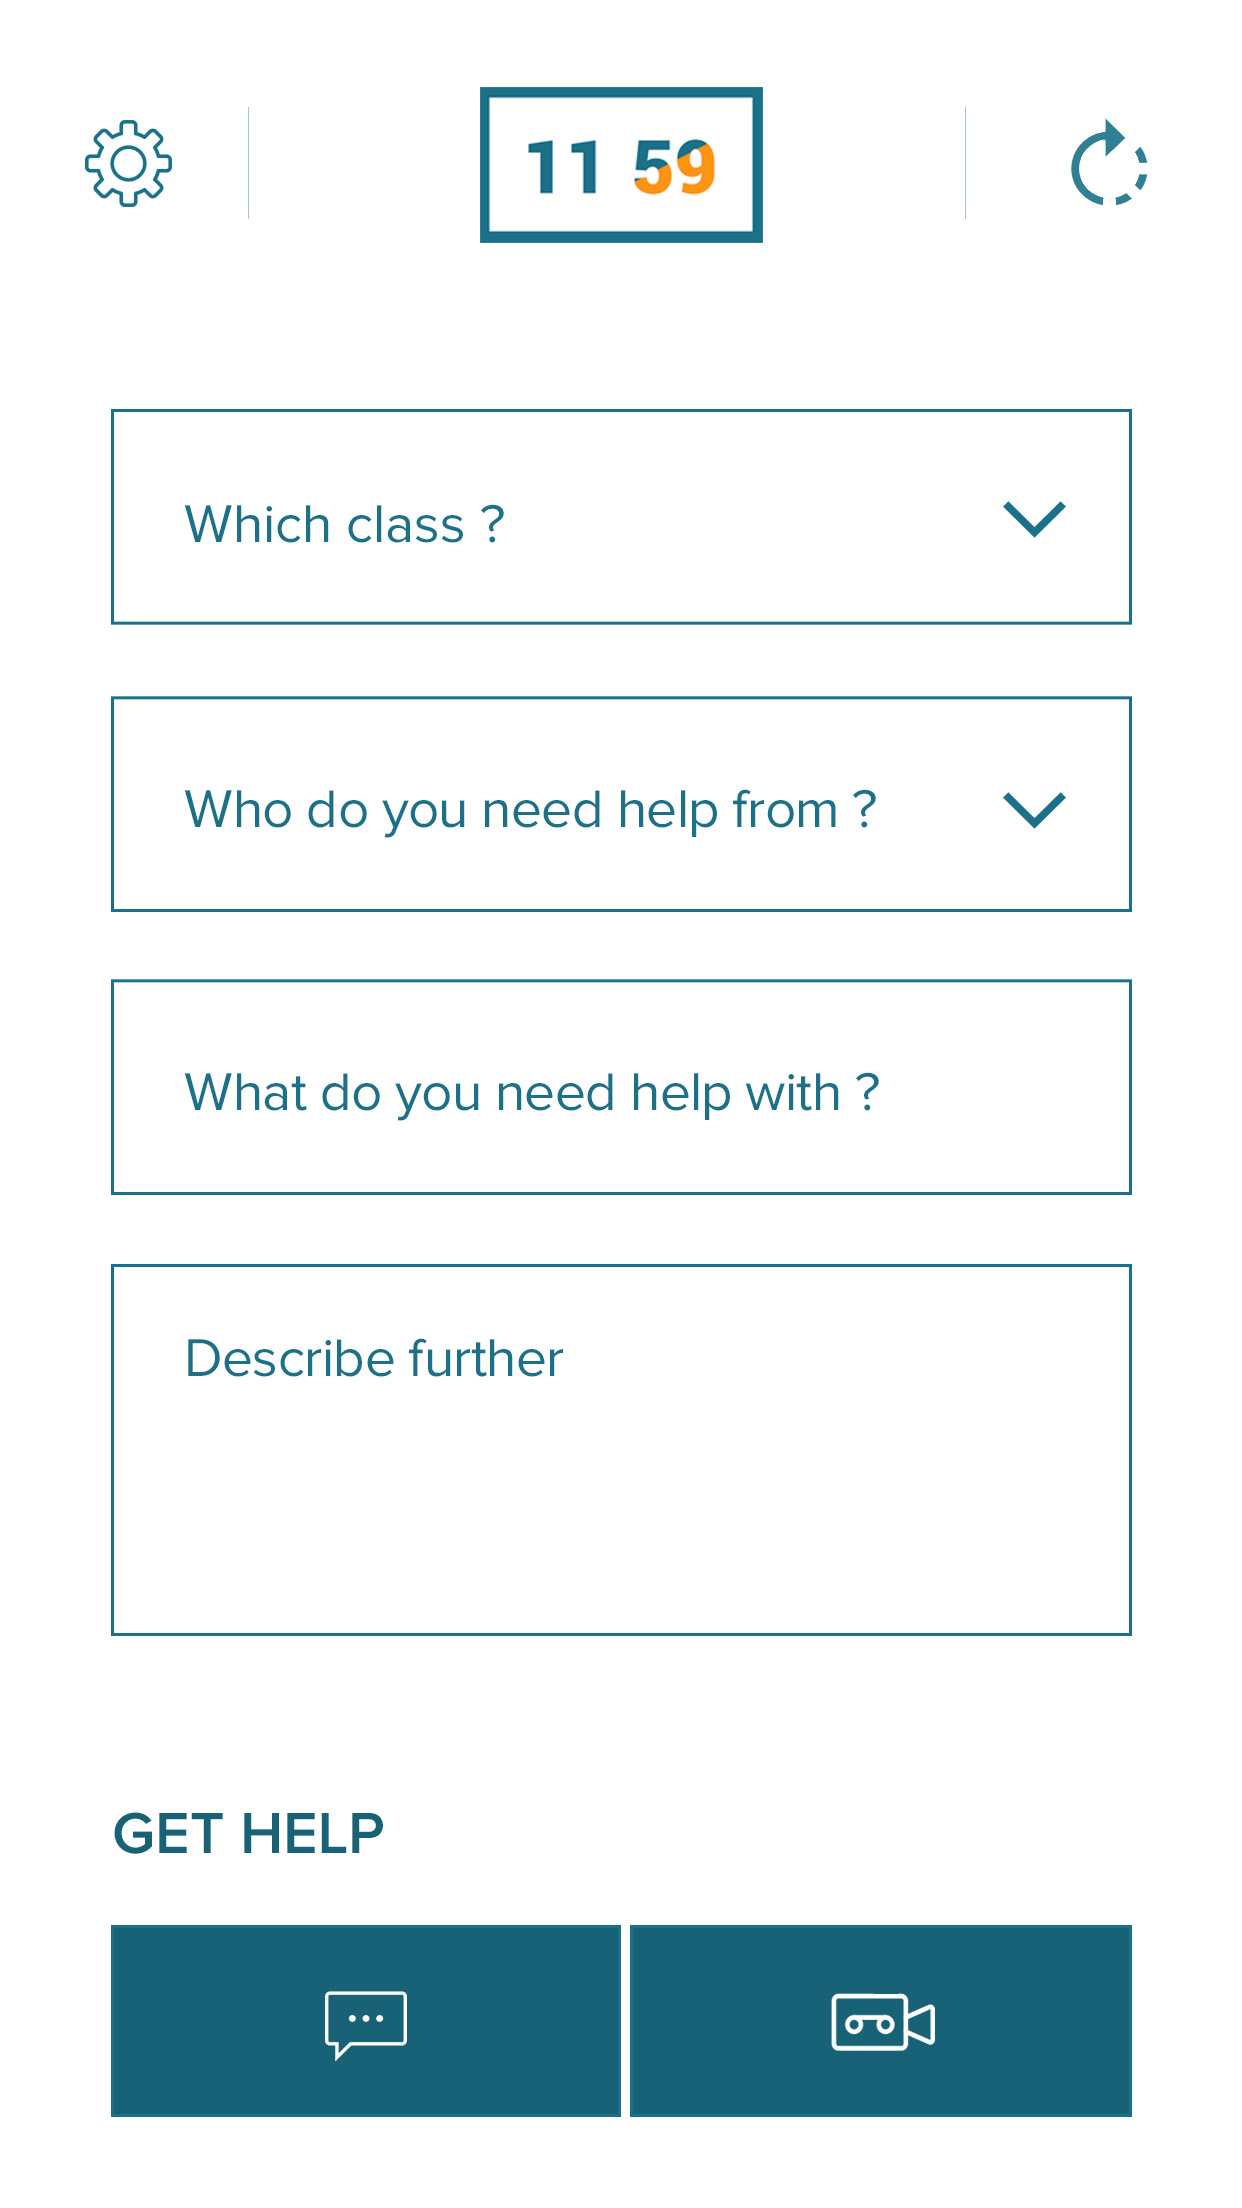 11 59
Which class ?
Who do you need help from ?
What do you need help with ?
Describe further
GET HELP